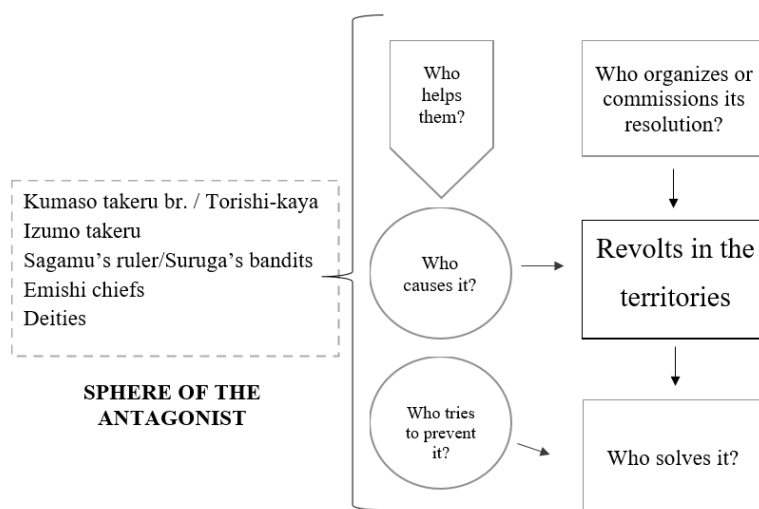 Kumaso takeru br. / Torishi-kaya
Izumo takeru
Sagamu's ruler/Suruga's bandits
Emishi chiefs
Deities
SPHERE OF THE
ANTAGONIST
Who
helps
them?
Who
causes it?
Who tries
to prevent
it?
Who organizes or
commissions its
resolution?
Revolts in the
territories
Who solves it?